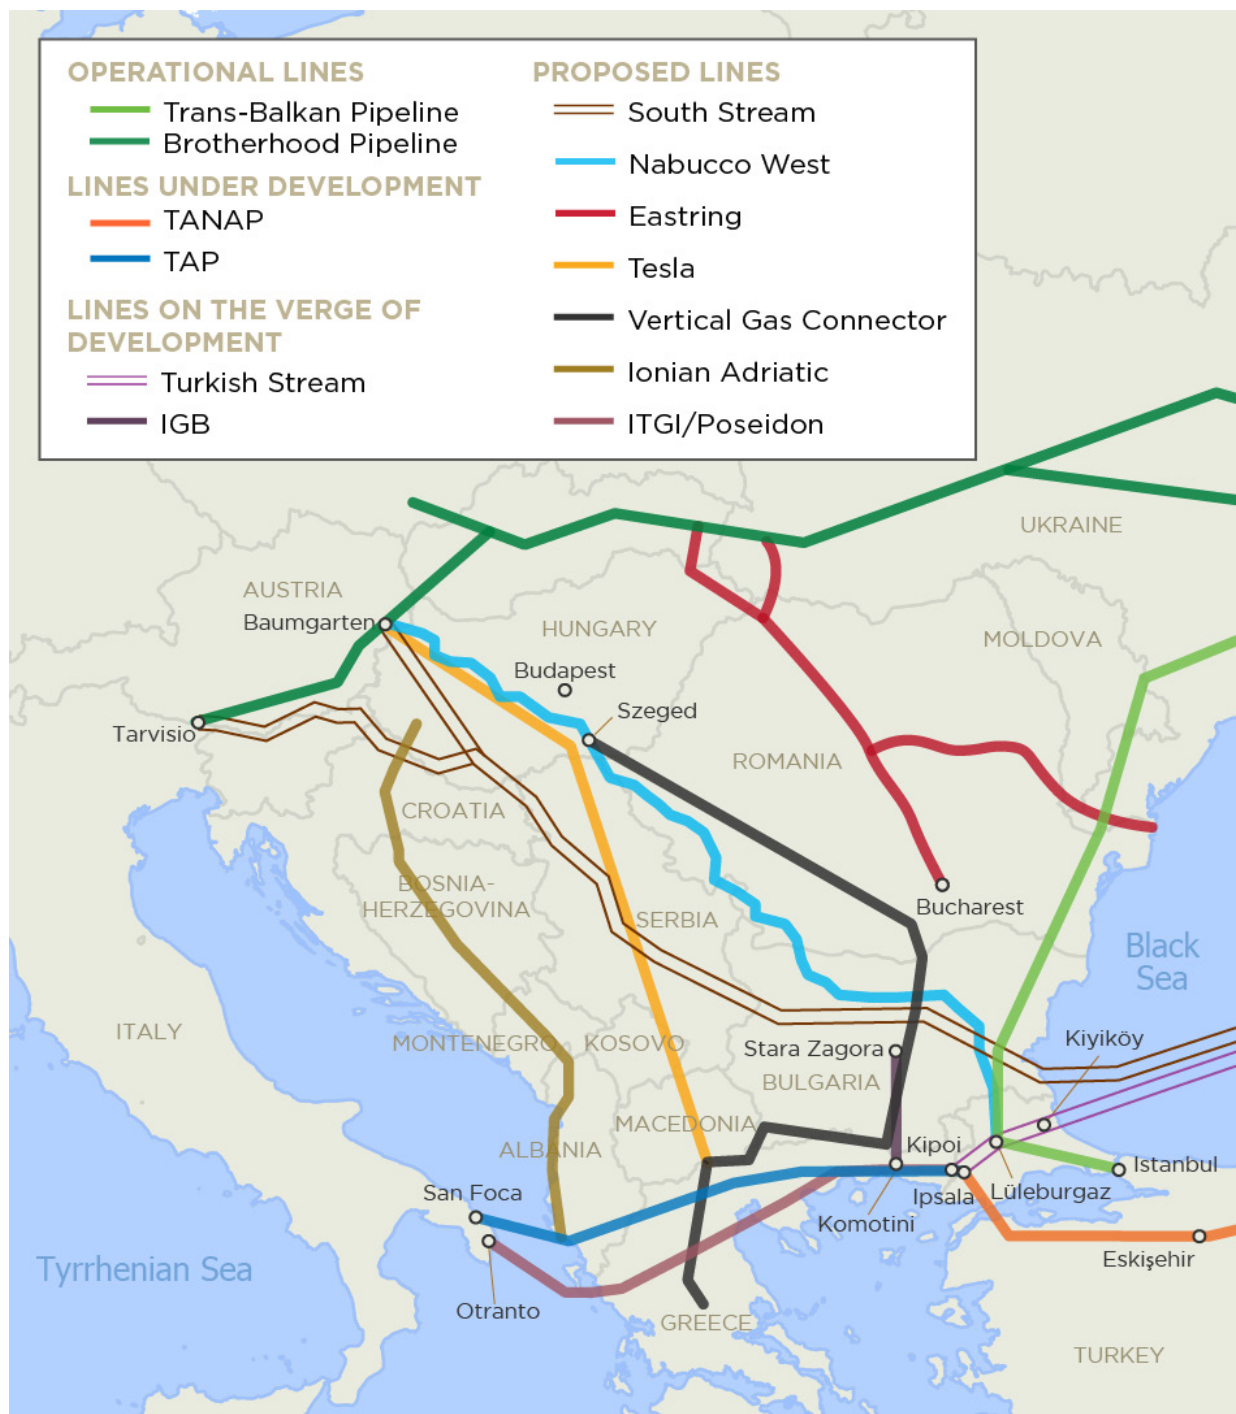 OPERATIONAL LINES
Trans-Balkan Pipeline
Brotherhood Pipeline
LINES UNDER DEVELOPMENT
TANAP
TAP
LINES ON THE VERGE OF
DEVELOPMENT
Turkish Stream
IGB
PROPOSED LINES
South Stream
Nabucco West
Eastring
Tesla
Vertical Gas Connector
Ionian Adriatic
ITGI/Poseidon
UKRAINE
AUSTRIA
Baumgarten
HUNGARY
MOLDOVA
Budapest
Szeged
Tarvisio
ROMANIA
CROATIA
BOSNIA-
HERZEGOVINA
SERBIA
Bucharest
Black
Sea
ITALY
MONTENEGRO
KOSOVO
Stara Zagora
Kiyiköy
BULGARIA
MACEDONIA
ALBANIA
Kipoi
Istanbul
San Foca
Ipsala
Lüleburgaz
Komotini
Tyrrhenian Sea
Eskişehir
Otranto
GREECE
TURKEY